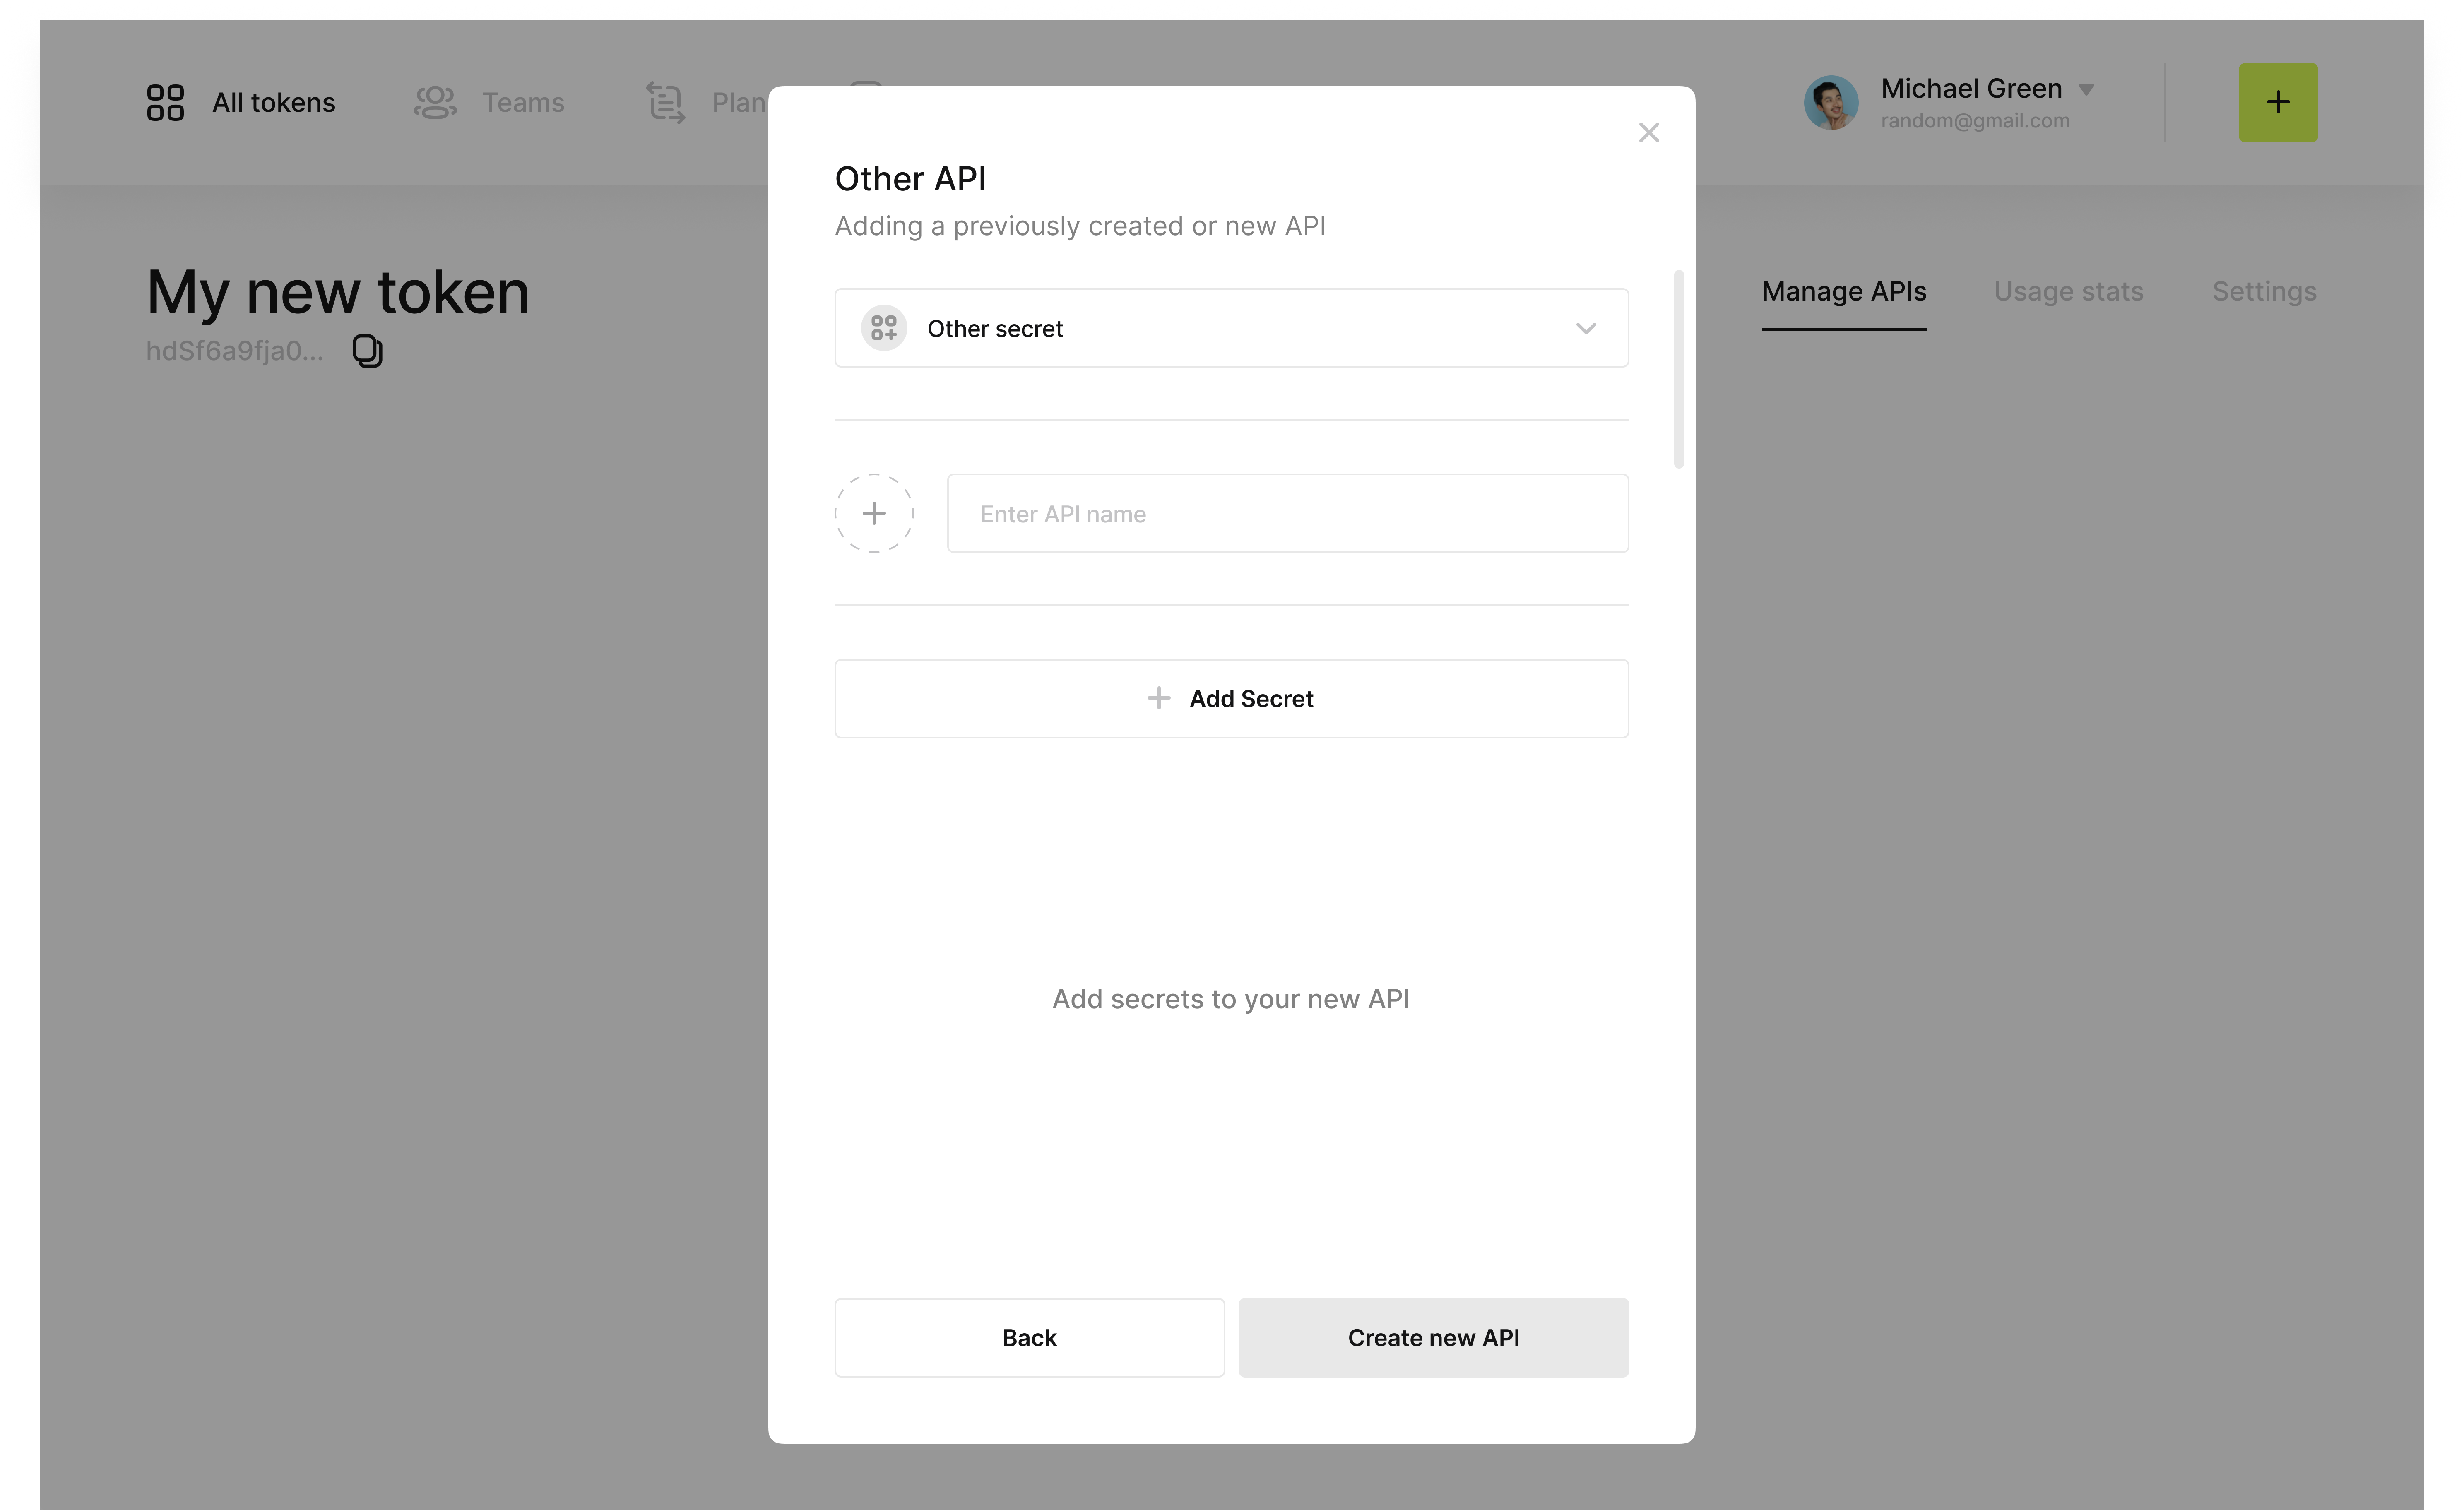 All tokens
Teams
Plan
Michael Green
random@gmail.com
My new token
hdSf6a9fja0...
Manage APIs
Usage stats
Settings
Other API
Adding a previously created or new API
Other secret
Enter API name
Add Secret
Add secrets to your new API
Back
Create new API